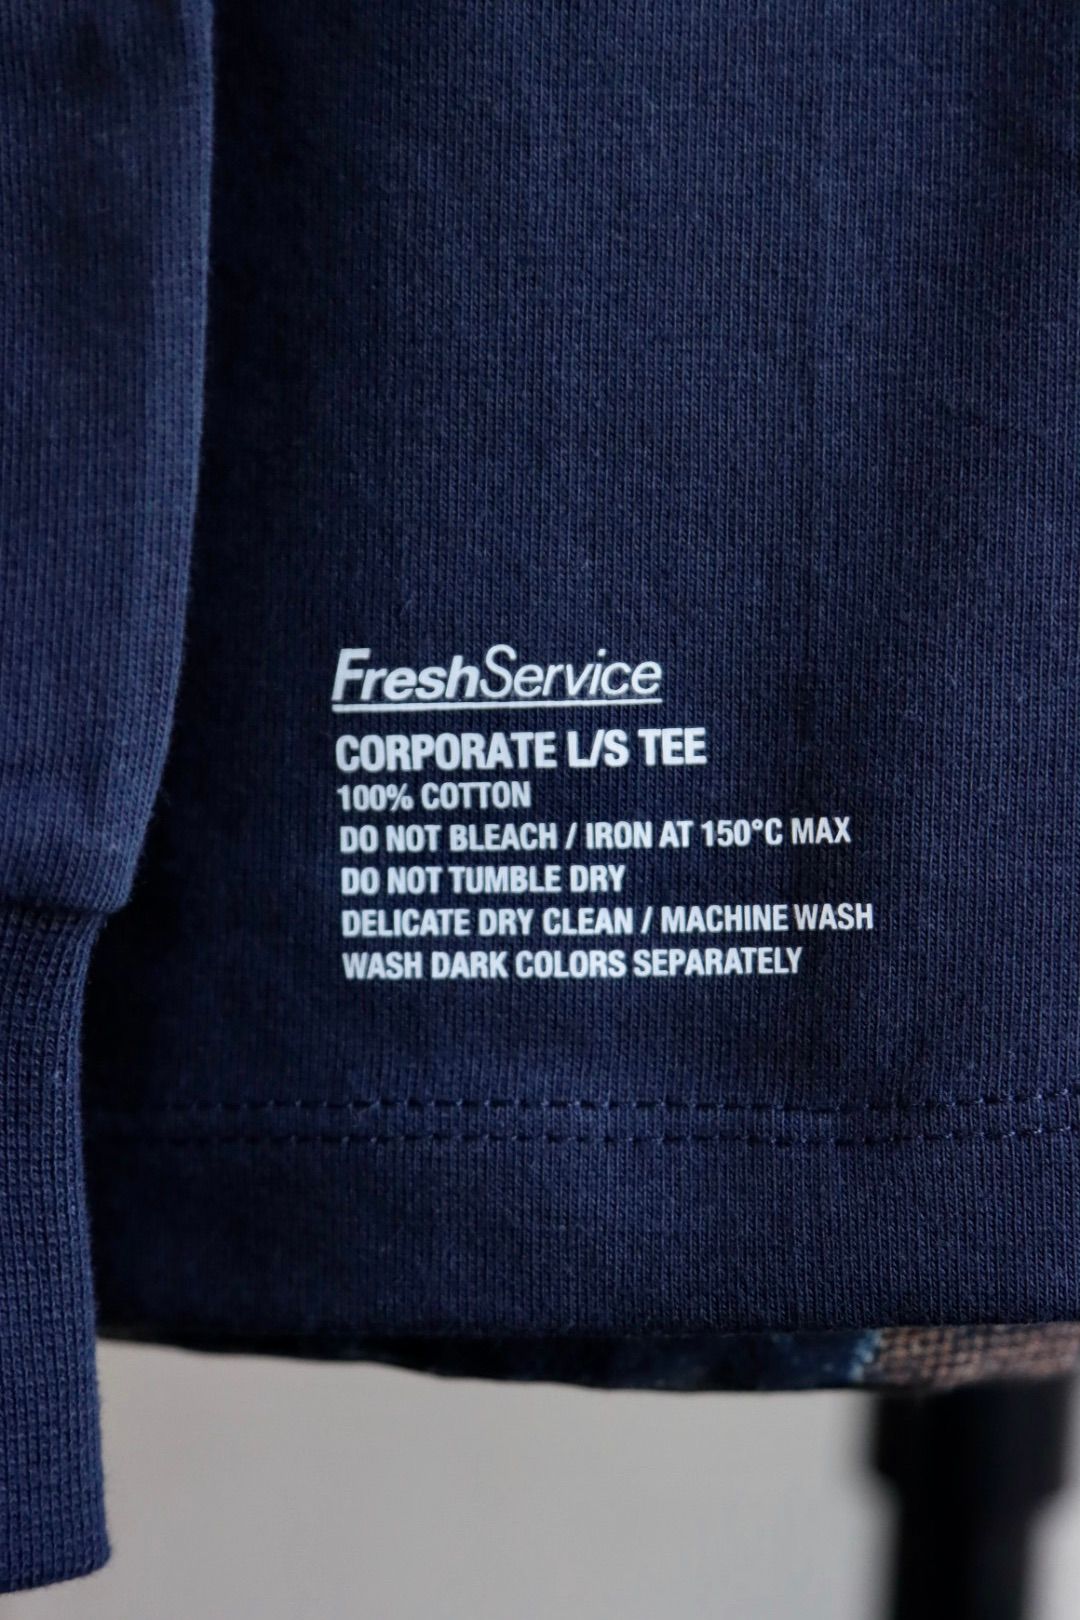 FreshService
CORPORATE L/S TEE
100% COTTON
DO NOT BLEACH / IRON AT 150°C MAX
DO NOT TUMBLE DRY
DELICATE DRY CLEAN / MACHINE WASH
WASH DARK COLORS SEPARATELY